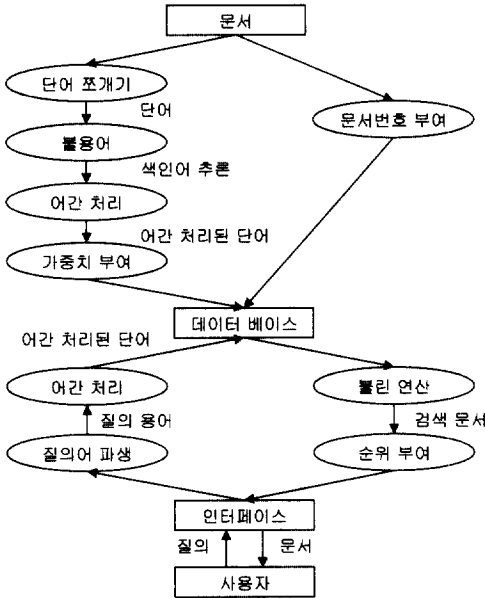 문서
단어 쪼개기
단어
문서번호 부여
불용어
색인어 추론
어간 처리
어간 처리된 단어
가중치 부여
데이터 베이스
어간 처리된 단어
어간 처리
불린 연산
질의 용어
검색 문서
질의어 파생
순위 부여
인터페이스
질의
문서
사용자